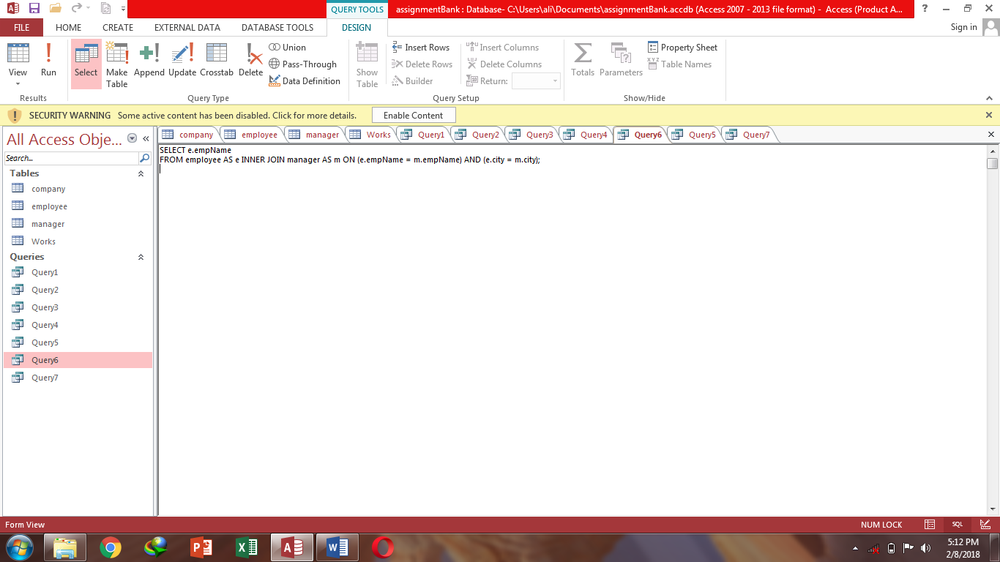 QUERY TOOLS
assignmentBank : Database- C:\Users\ali\Documents\assignmentBank.accdb (Access 2007 - 2013 file format) - Access (Product A...
FILE HOME CREATE EXTERNAL DATA DATABASE TOOLS DESIGN Sign in
View
Run
Select
Make Table
Append
Update
Crosstab
Delete
Union
Pass-Through
Data Definition
Show Table
Insert Rows
Delete Rows
Builder
Insert Columns
Delete Columns
Return:
Totals
Parameters
Property Sheet
XYZ
Table Names
Results
Query Type
Query Setup
Show/Hide
SECURITY WARNING Some active content has been disabled. Click for more details. Enable Content
All Access Obje...
Search...
Tables
company
employee
manager
Works
Queries
Query1
Query2
Query3
Query4
Query5
Query6
Query7
company employee manager Works Query1 Query2 Query3 Query4 Query6 Query5 Query7
SELECT e.empName
FROM employee AS e INNER JOIN manager AS m ON (e.empName = m.empName) AND (e.city = m.city);
Form View
NUM LOCK
SQL
5:12 PM
2/8/2018